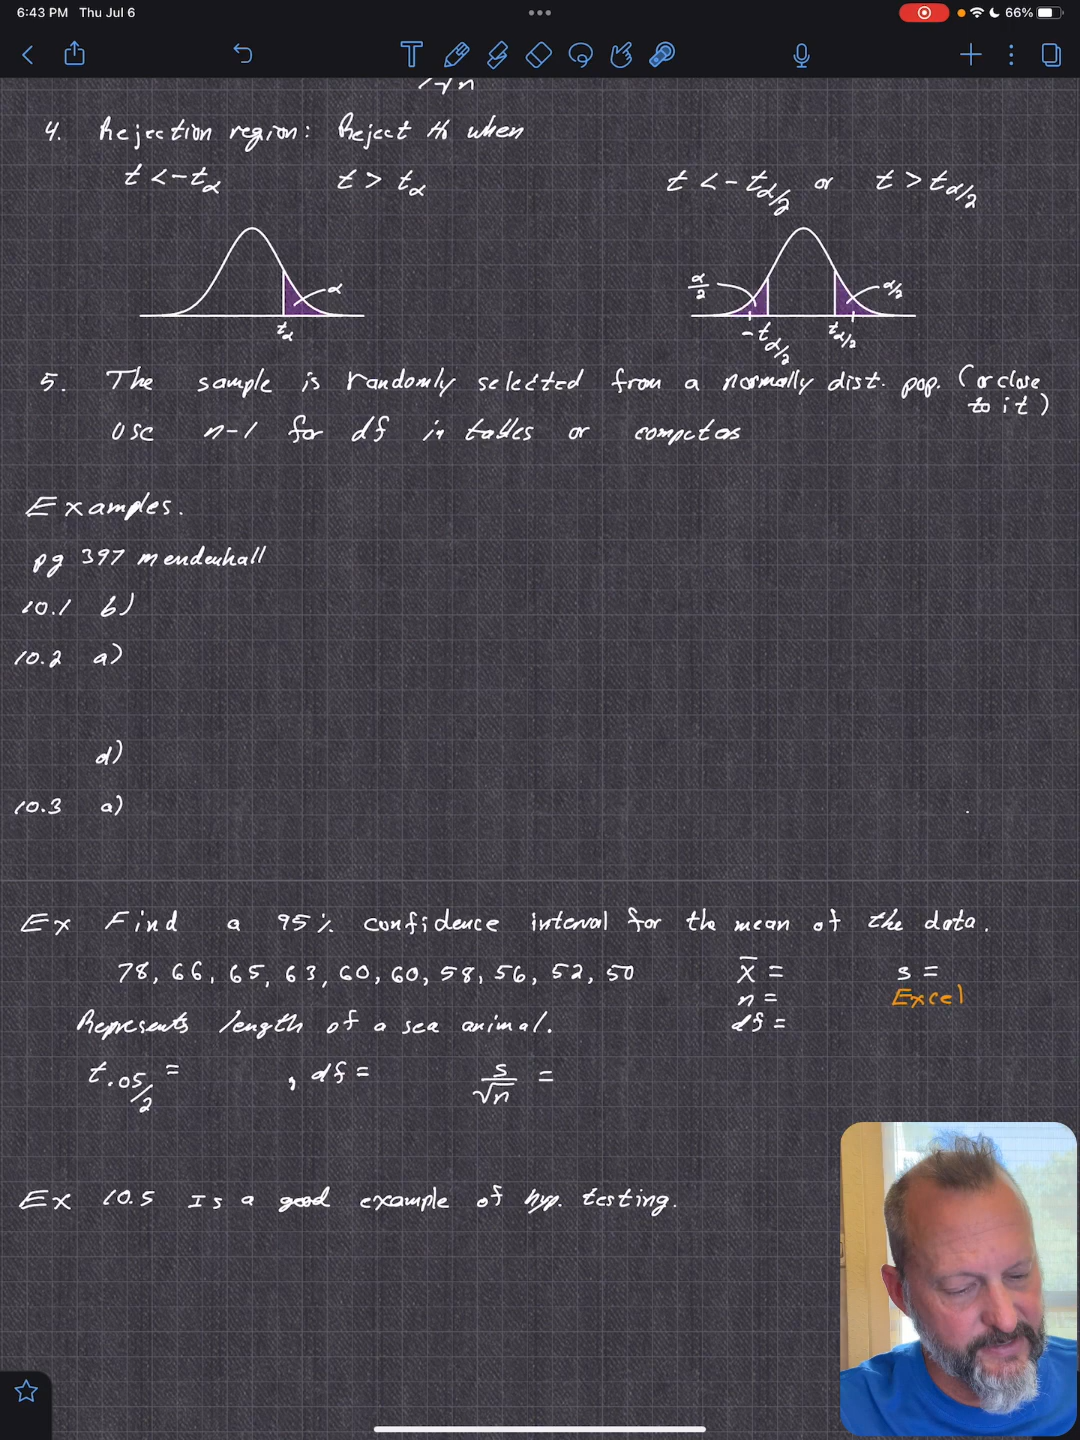 6:43 PM Thu Jul 6
66%
4. Rejection region: Reject H₀ when
t < -tα t > tα t < -tα/2 or t > tα/2
α α/2 α/2
tα -tα/2 tα/2
5. The sample is randomly selected from a normally dist. pop. (or close
to it)
Use n-1 for df in tables or computers
Examples.
pg 397 mendenhall
10.1 b)
10.2 a)
d)
10.3 a)
Ex Find a 95% confidence interval for the mean of the data.
78, 66, 65, 63, 60, 60, 58, 56, 52, 50 x̄ = s =
n = Excel
Represents length of a sea animal. df =
t.05/2 = , df = s/√n =
Ex 10.5 Is a good example of hyp. testing.